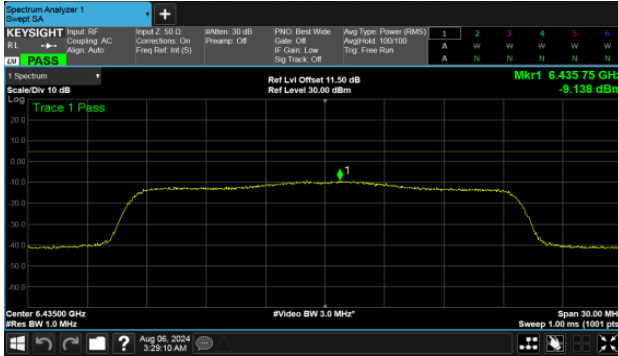 Spectrum Analyzer 1
Swept SA
KEYSIGHT
RL
LXI PASS
Input: RF
Coupling: AC
Align: Auto
Input Z: 50 Ω
Corrections: On
Freq Ref: Int (S)
#Atten: 30 dB
Preamp: Off
PNO: Best Wide
Gate: Off
IF Gain: Low
Sig Track: Off
Avg Type: Power (RMS)
Avg|Hold: 100/100
Trig: Free Run
1 2 3 4 5 6
A W W W W W
A N N N N N
1 Spectrum
Scale/Div 10 dB
Ref Lvl Offset 11.50 dB
Ref Level 30.00 dBm
Mkr1 6.435 75 GHz
-9.138 dBm
Log
Trace 1 Pass
20.0
10.0
0.00
-10.0
-20.0
-30.0
-40.0
-50.0
-60.0
1
Center 6.43500 GHz
#Res BW 1.0 MHz
#Video BW 3.0 MHz*
Span 30.00 MH
Sweep 1.00 ms (1001 pts
?
Aug 06, 2024
3:29:10 AM